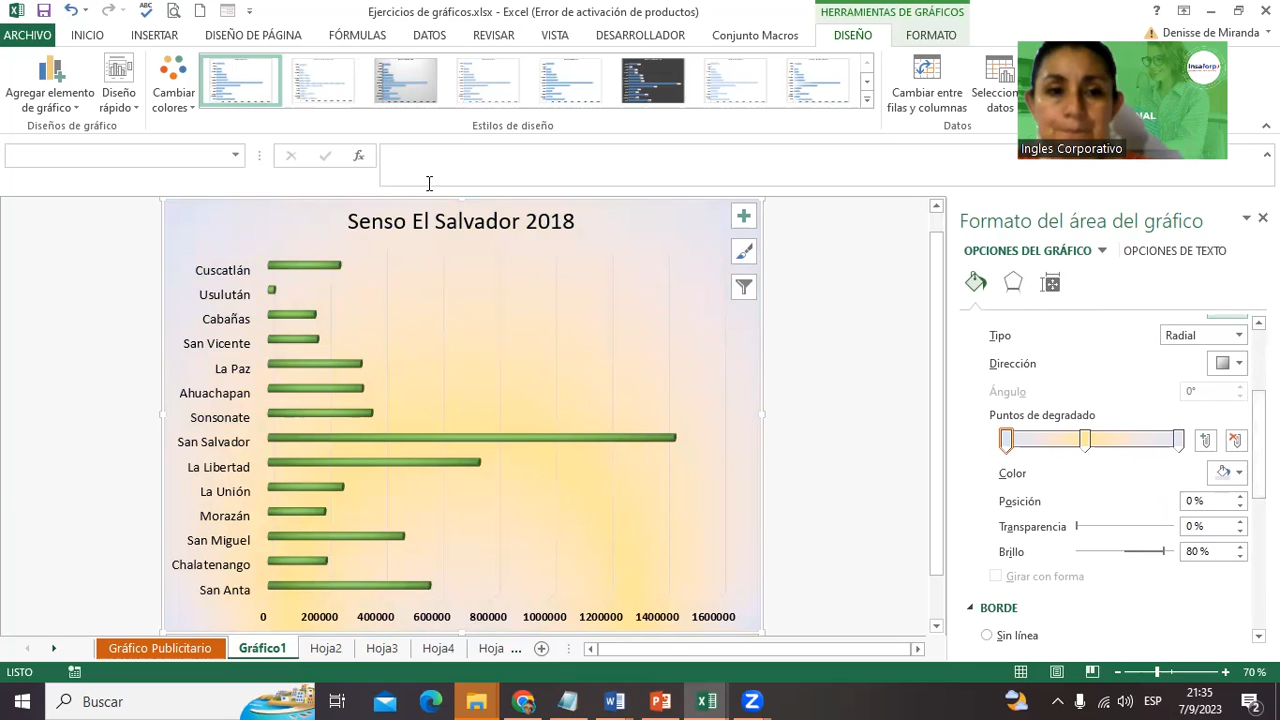 Ejercicios de gráficos.xlsx - Excel (Error de activación de productos)
HERRAMIENTAS DE GRÁFICOS
ARCHIVO INICIO INSERTAR DISEÑO DE PÁGINA FÓRMULAS DATOS REVISAR VISTA DESARROLLADOR Conjunto Macros DISEÑO FORMATO Denisse de Miranda
Agregar elemento de gráfico
Diseño rápido
Cambiar colores
Cambiar entre filas y columnas
Seleccion datos
Diseños de gráfico
Estilos de diseño
Datos
Insaforp
Ingles Corporativo
Senso El Salvador 2018
Cuscatlán
Usulután
Cabañas
San Vicente
La Paz
Ahuachapan
Sonsonate
San Salvador
La Libertad
La Unión
Morazán
San Miguel
Chalatenango
San Anta
0 200000 400000 600000 800000 1000000 1200000 1400000 1600000
Formato del área del gráfico
OPCIONES DEL GRÁFICO OPCIONES DE TEXTO
Tipo Radial
Dirección
Ángulo 0°
Puntos de degradado
Color
Posición 0 %
Transparencia 0 %
Brillo 80 %
Girar con forma
BORDE
Sin línea
Gráfico Publicitario Gráfico1 Hoja2 Hoja3 Hoja4 Hoja ...
LISTO 70 %
Buscar
ESP
21:35
7/9/2023
2